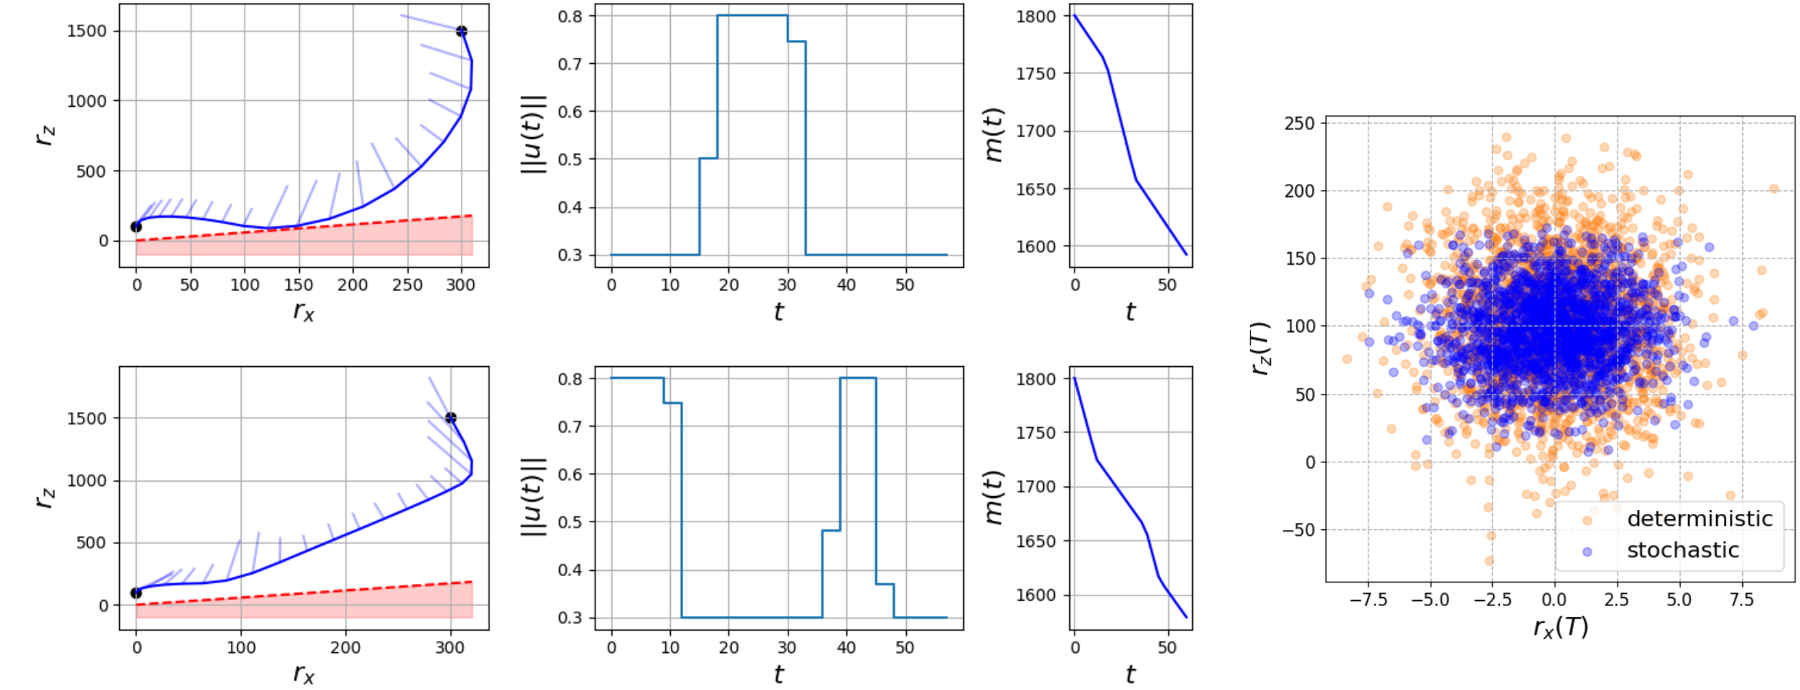 1500
1000
500
0
r_z
0 50 100 150 200 250 300
r_x
0.8
0.7
0.6
0.5
0.4
0.3
||u(t)||
0 10 20 30 40 50
t
1800
1750
1700
1650
1600
m(t)
0 50
t
1500
1000
500
0
r_z
0 100 200 300
r_x
0.8
0.7
0.6
0.5
0.4
0.3
||u(t)||
0 10 20 30 40 50
t
1800
1750
1700
1650
1600
m(t)
0 50
t
250
200
150
100
50
0
−50
r_z(T)
deterministic
stochastic
−7.5 −5.0 −2.5 0.0 2.5 5.0 7.5
r_x(T)